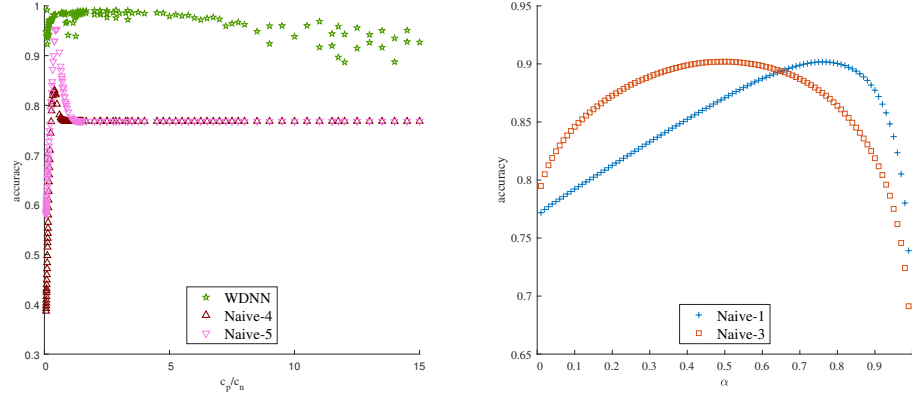 1
0.9
0.8
0.7
0.6
0.5
0.4
0.3
accuracy
0 5 10 15
c_p/c_n
WDNN
Naive-4
Naive-5
0.95
0.9
0.85
0.8
0.75
0.7
0.65
accuracy
0 0.1 0.2 0.3 0.4 0.5 0.6 0.7 0.8 0.9 1
α
Naive-1
Naive-3